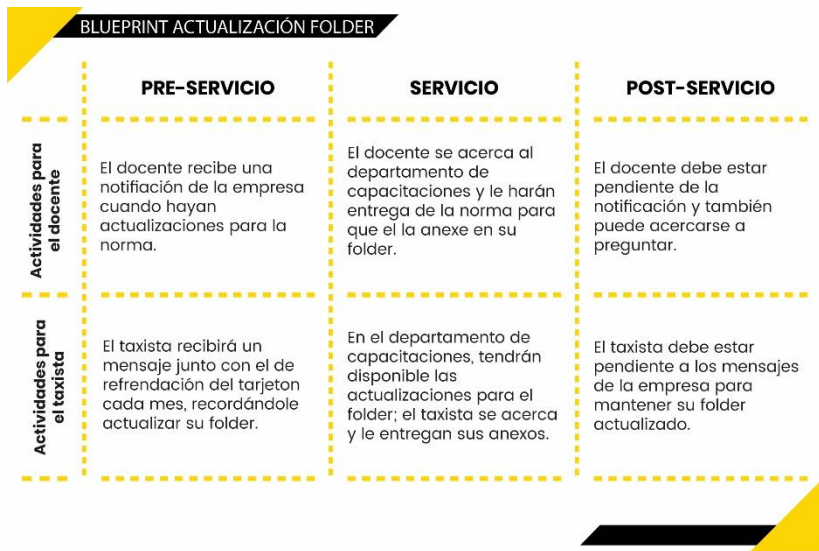 BLUEPRINT ACTUALIZACIÓN FOLDER
PRE-SERVICIO
SERVICIO
POST-SERVICIO
Actividades para
el docente
El docente recibe una
notifiación de la empresa
cuando hayan
actualizaciones para la
norma.
El docente se acerca al
departamento de
capacitaciones y le harán
entrega de la norma para
que el la anexe en su
folder.
El docente debe estar
pendiente de la
notificación y también
puede acercarse a
preguntar.
Actividades para
el taxista
El taxista recibirá un
mensaje junto con el de
refrendación del tarjeton
cada mes, recordándole
actualizar su folder.
En el departamento de
capacitaciones, tendrán
disponible las
actualizaciones para el
folder; el taxista se acerca
y le entregan sus anexos.
El taxista debe estar
pendiente a los mensajes
de la empresa para
mantener su folder
actualizado.